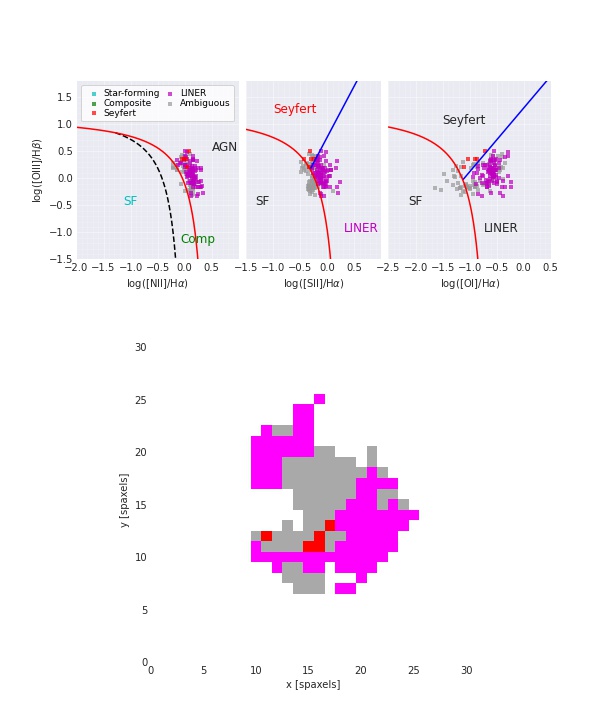 Star-forming LINER
Composite Ambiguous
Seyfert
Seyfert
Seyfert
AGN
SF SF SF
Comp LINER LINER
log([OIII]/Hβ)
1.5
1.0
0.5
0.0
−0.5
−1.0
−1.5
−2.0 −1.5 −1.0 −0.5 0.0 0.5 −1.5 −1.0 −0.5 0.0 0.5 −2.5 −2.0 −1.5 −1.0 −0.5 0.0 0.5
log([NII]/Hα) log([SII]/Hα) log([OI]/Hα)
30
25
20
15
10
5
0
y [spaxels]
0 5 10 15 20 25 30
x [spaxels]